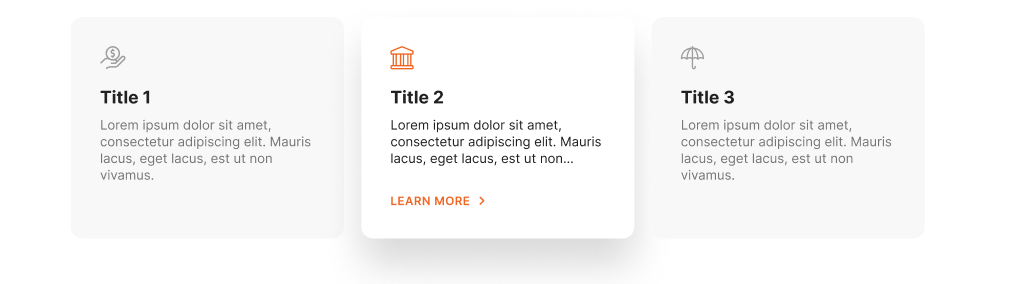 Title 1
Lorem ipsum dolor sit amet,
consectetur adipiscing elit. Mauris
lacus, eget lacus, est ut non
vivamus.
Title 2
Lorem ipsum dolor sit amet,
consectetur adipiscing elit. Mauris
lacus, eget lacus, est ut non...
LEARN MORE
Title 3
Lorem ipsum dolor sit amet,
consectetur adipiscing elit. Mauris
lacus, eget lacus, est ut non
vivamus.